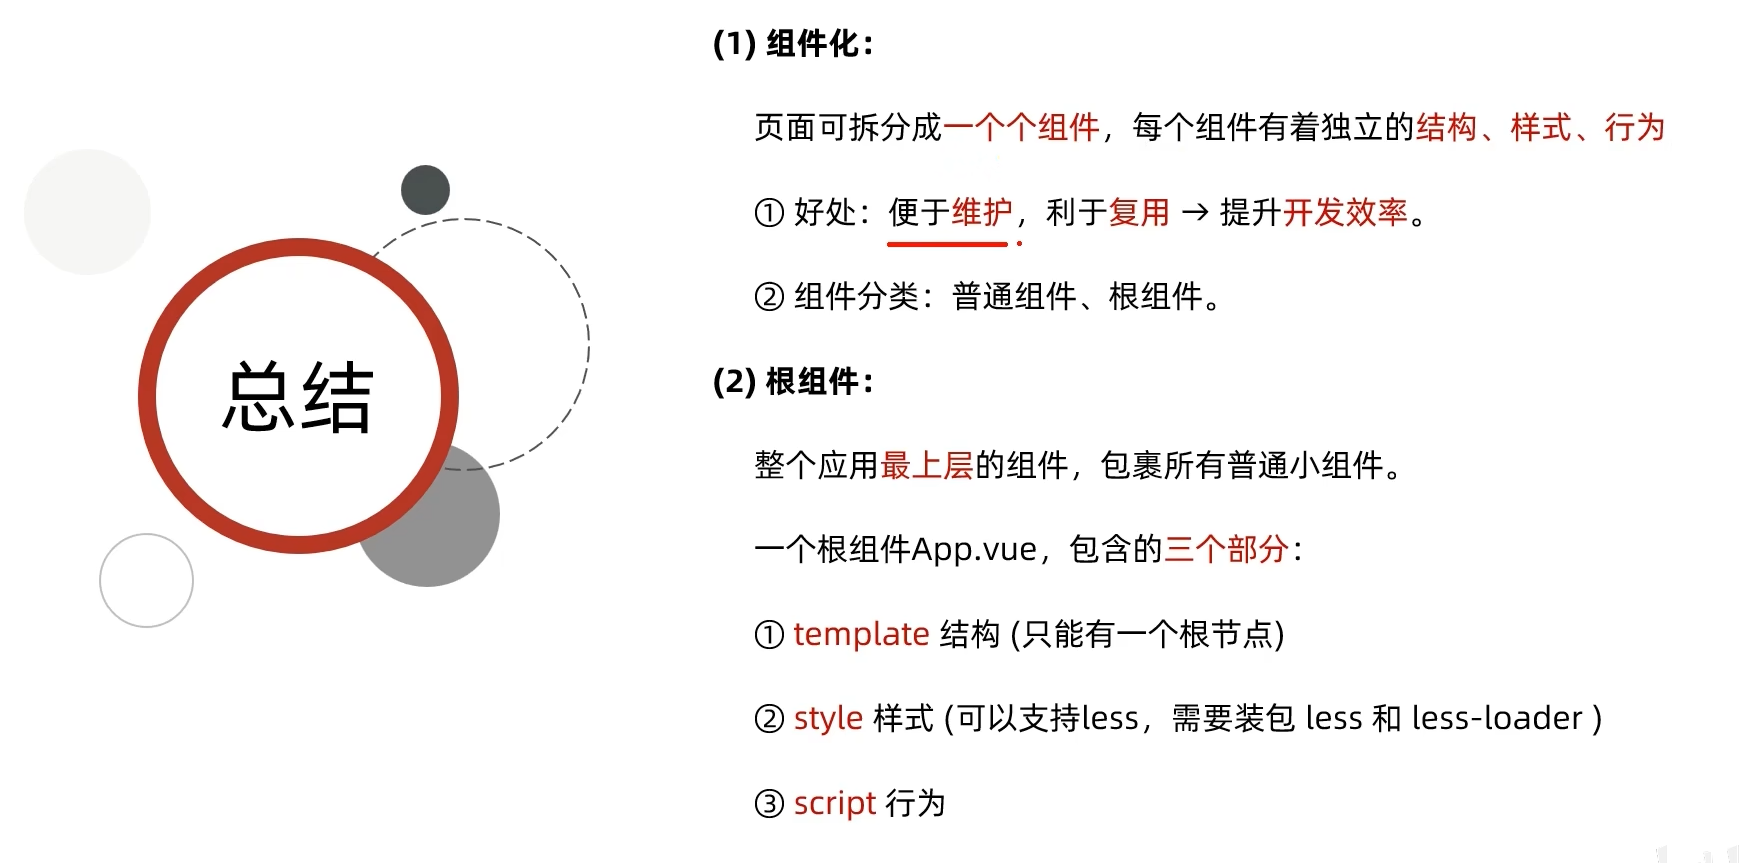 总结
(1) 组件化：
页面可拆分成一个个组件，每个组件有着独立的结构、样式、行为
① 好处：便于维护，利于复用 → 提升开发效率。
② 组件分类：普通组件、根组件。
(2) 根组件：
整个应用最上层的组件，包裹所有普通小组件。
一个根组件App.vue，包含的三个部分：
① template 结构 (只能有一个根节点)
② style 样式 (可以支持less，需要装包 less 和 less-loader )
③ script 行为